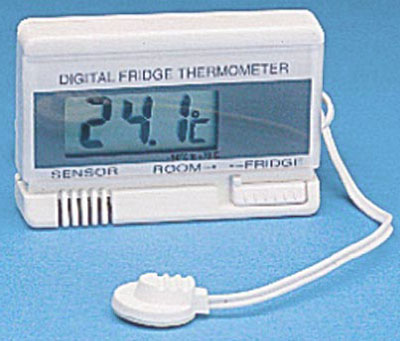 DIGITAL FRIDGE THERMOMETER
24.1°C
SENSOR ROOM→ ←FRIDGE